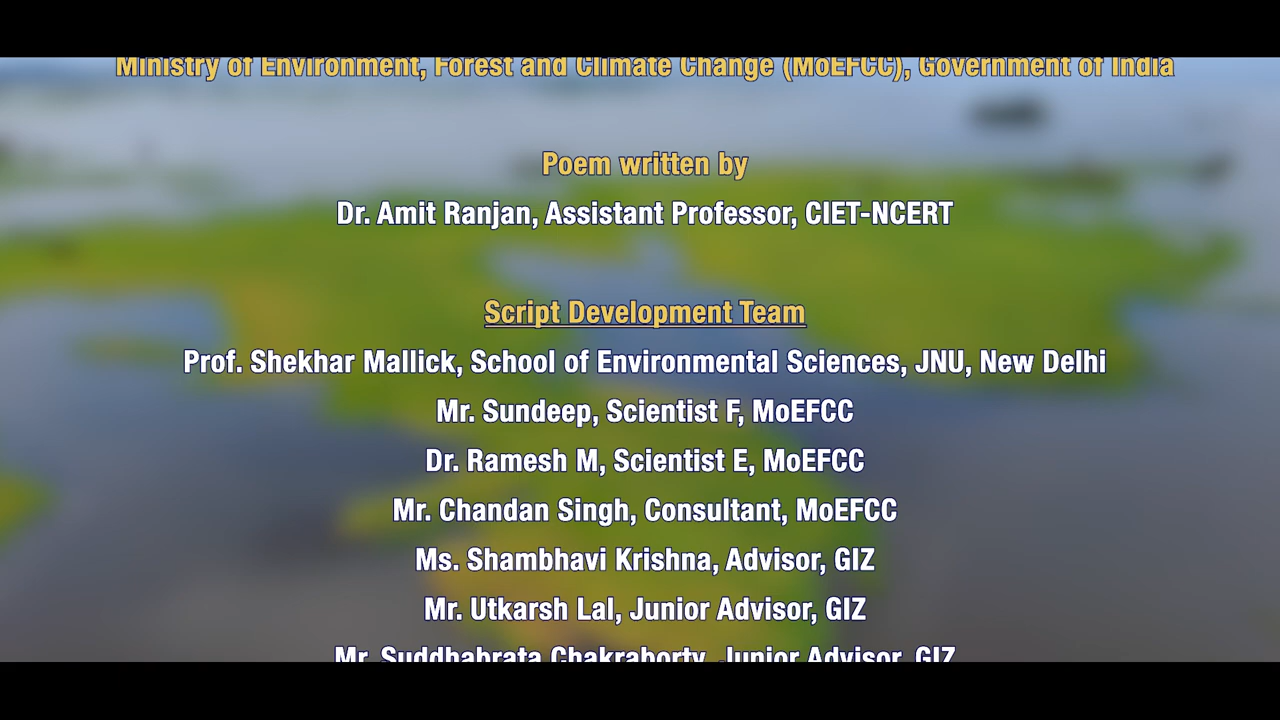 Ministry of Environment, Forest and Climate Change (MoEFCC), Government of India
Poem written by
Dr. Amit Ranjan, Assistant Professor, CIET-NCERT
Script Development Team
Prof. Shekhar Mallick, School of Environmental Sciences, JNU, New Delhi
Mr. Sundeep, Scientist F, MoEFCC
Dr. Ramesh M, Scientist E, MoEFCC
Mr. Chandan Singh, Consultant, MoEFCC
Ms. Shambhavi Krishna, Advisor, GIZ
Mr. Utkarsh Lal, Junior Advisor, GIZ
Mr. Suddhabrata Chakraborty, Junior Advisor, GIZ